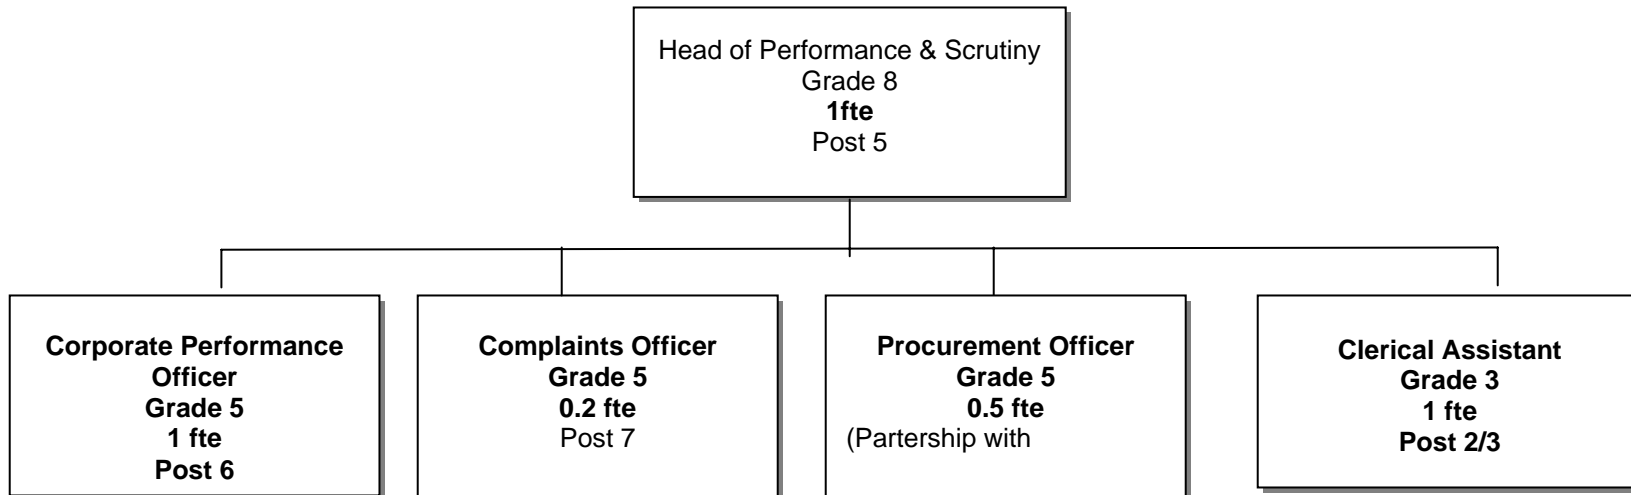 Head of Performance & Scrutiny
Grade 8
1fte
Post 5
Corporate Performance
Officer
Grade 5
1 fte
Post 6
Complaints Officer
Grade 5
0.2 fte
Post 7
Procurement Officer
Grade 5
0.5 fte
(Partership with
Clerical Assistant
Grade 3
1 fte
Post 2/3